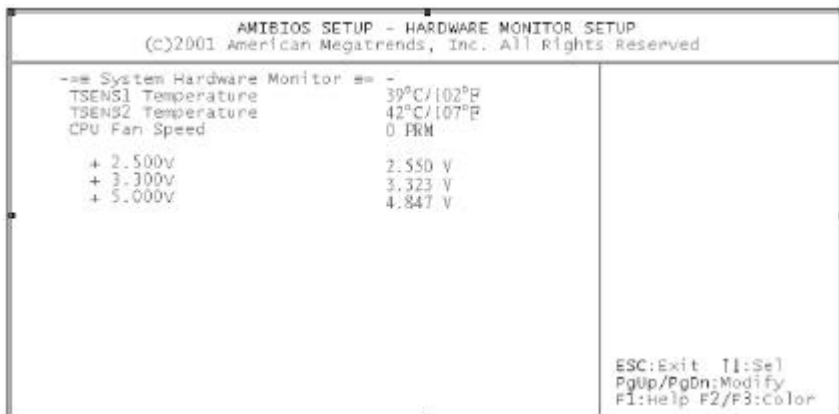 AMIBIOS SETUP - HARDWARE MONITOR SETUP
(C)2001 American Megatrends, Inc. All Rights Reserved
-=≡ System Hardware Monitor ≡= -
TSENS1 Temperature 39°C/102°F
TSENS2 Temperature 42°C/107°F
CPU Fan Speed 0 PRM
+ 2.500V 2.550 V
+ 3.300V 3.323 V
+ 5.000V 4.847 V
ESC:Exit ↑↓:Sel
PgUp/PgDn:Modify
F1:Help F2/F3:Color